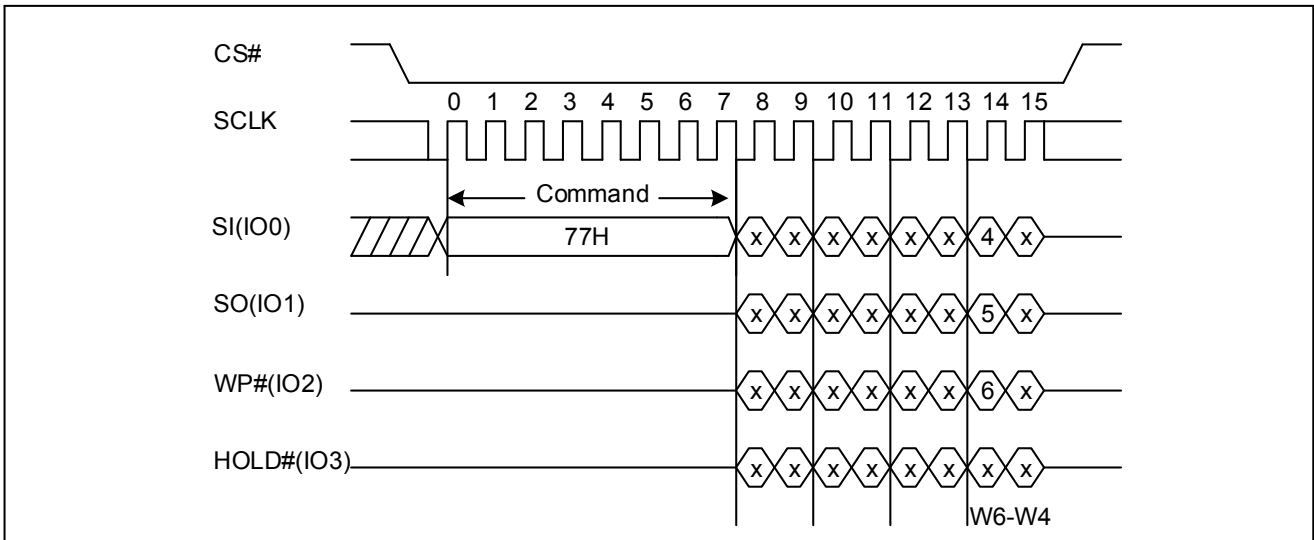 CS#
0 1 2 3 4 5 6 7 8 9 10 11 12 13 14 15
SCLK
Command
SI(IO0) 77H x x x x x x 4 x
SO(IO1) x x x x x x 5 x
WP#(IO2) x x x x x x 6 x
HOLD#(IO3) x x x x x x x x
W6-W4